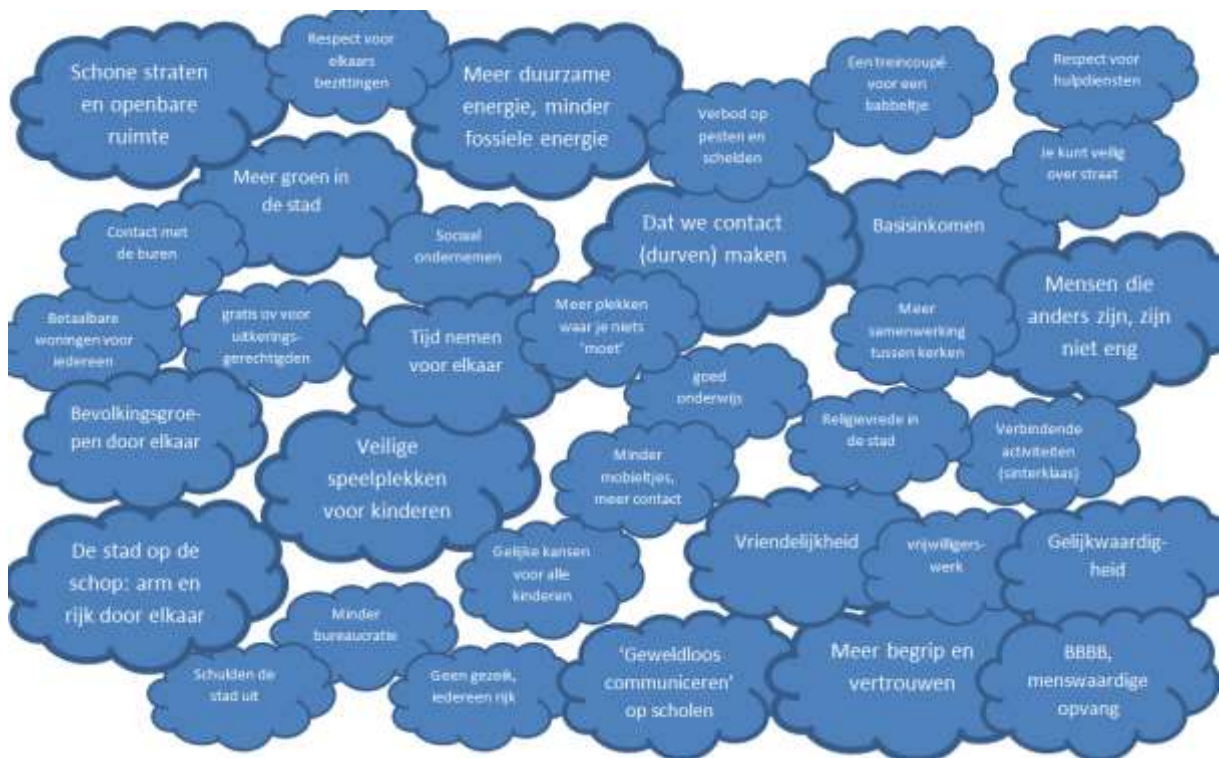 Schone straten
en openbare
ruimte
Respect voor
elkaars
bezittingen
Meer duurzame
energie, minder
fossiele energie
Verbod op
pesten en
schelden
Een treincoupé
voor een
babbeltje
Respect voor
hulpdiensten
Je kunt veilig
over straat
Meer groen in
de stad
Contact met
de buren
Sociaal
ondernemen
Dat we contact
(durven) maken
Basisinkomen
Mensen die
anders zijn, zijn
niet eng
Betaalbare
woningen voor
iedereen
gratis ov voor
uitkerings-
gerechtigden
Tijd nemen
voor elkaar
Meer plekken
waar je niets
'moet'
Meer
samenwerking
tussen kerken
goed
onderwijs
Bevolkingsgroe-
pen door elkaar
Veilige
speelplekken
voor kinderen
Minder
mobieltjes,
meer contact
Religievrede in
de stad
Verbindende
activiteiten
(sinterklaas)
De stad op de
schop: arm en
rijk door elkaar
Gelijke kansen
voor alle
kinderen
Vriendelijkheid
vrijwilligers-
werk
Gelijkwaardig-
heid
Minder
bureaucratie
Schulden de
stad uit
Geen gezeik,
iedereen rijk
'Geweldloos
communiceren'
op scholen
Meer begrip en
vertrouwen
BBBB,
menswaardige
opvang